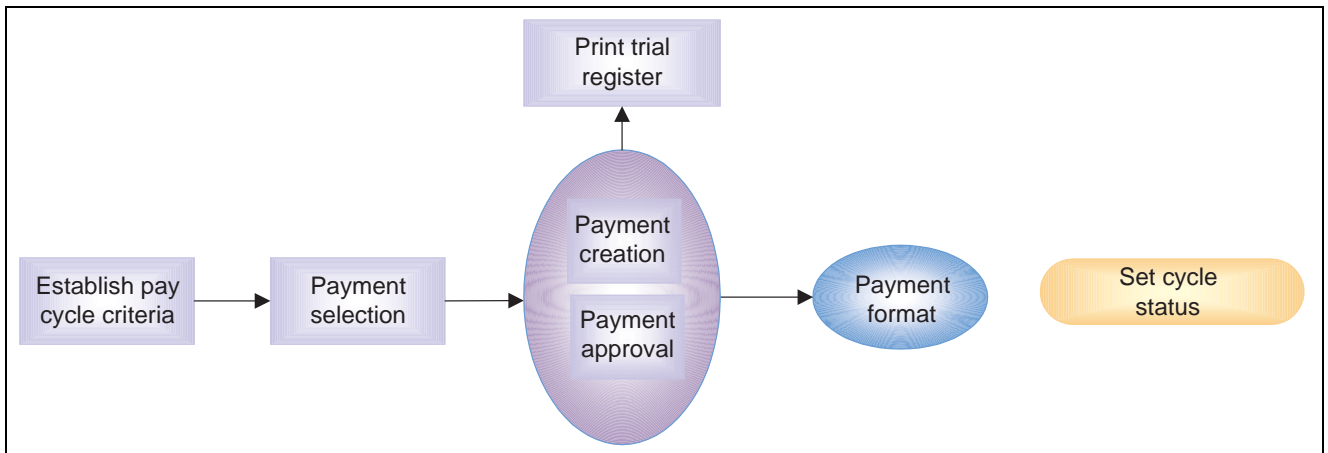 Print trial
register
Payment
creation
Establish pay
cycle criteria
Payment
selection
Payment
approval
Payment
format
Set cycle
status